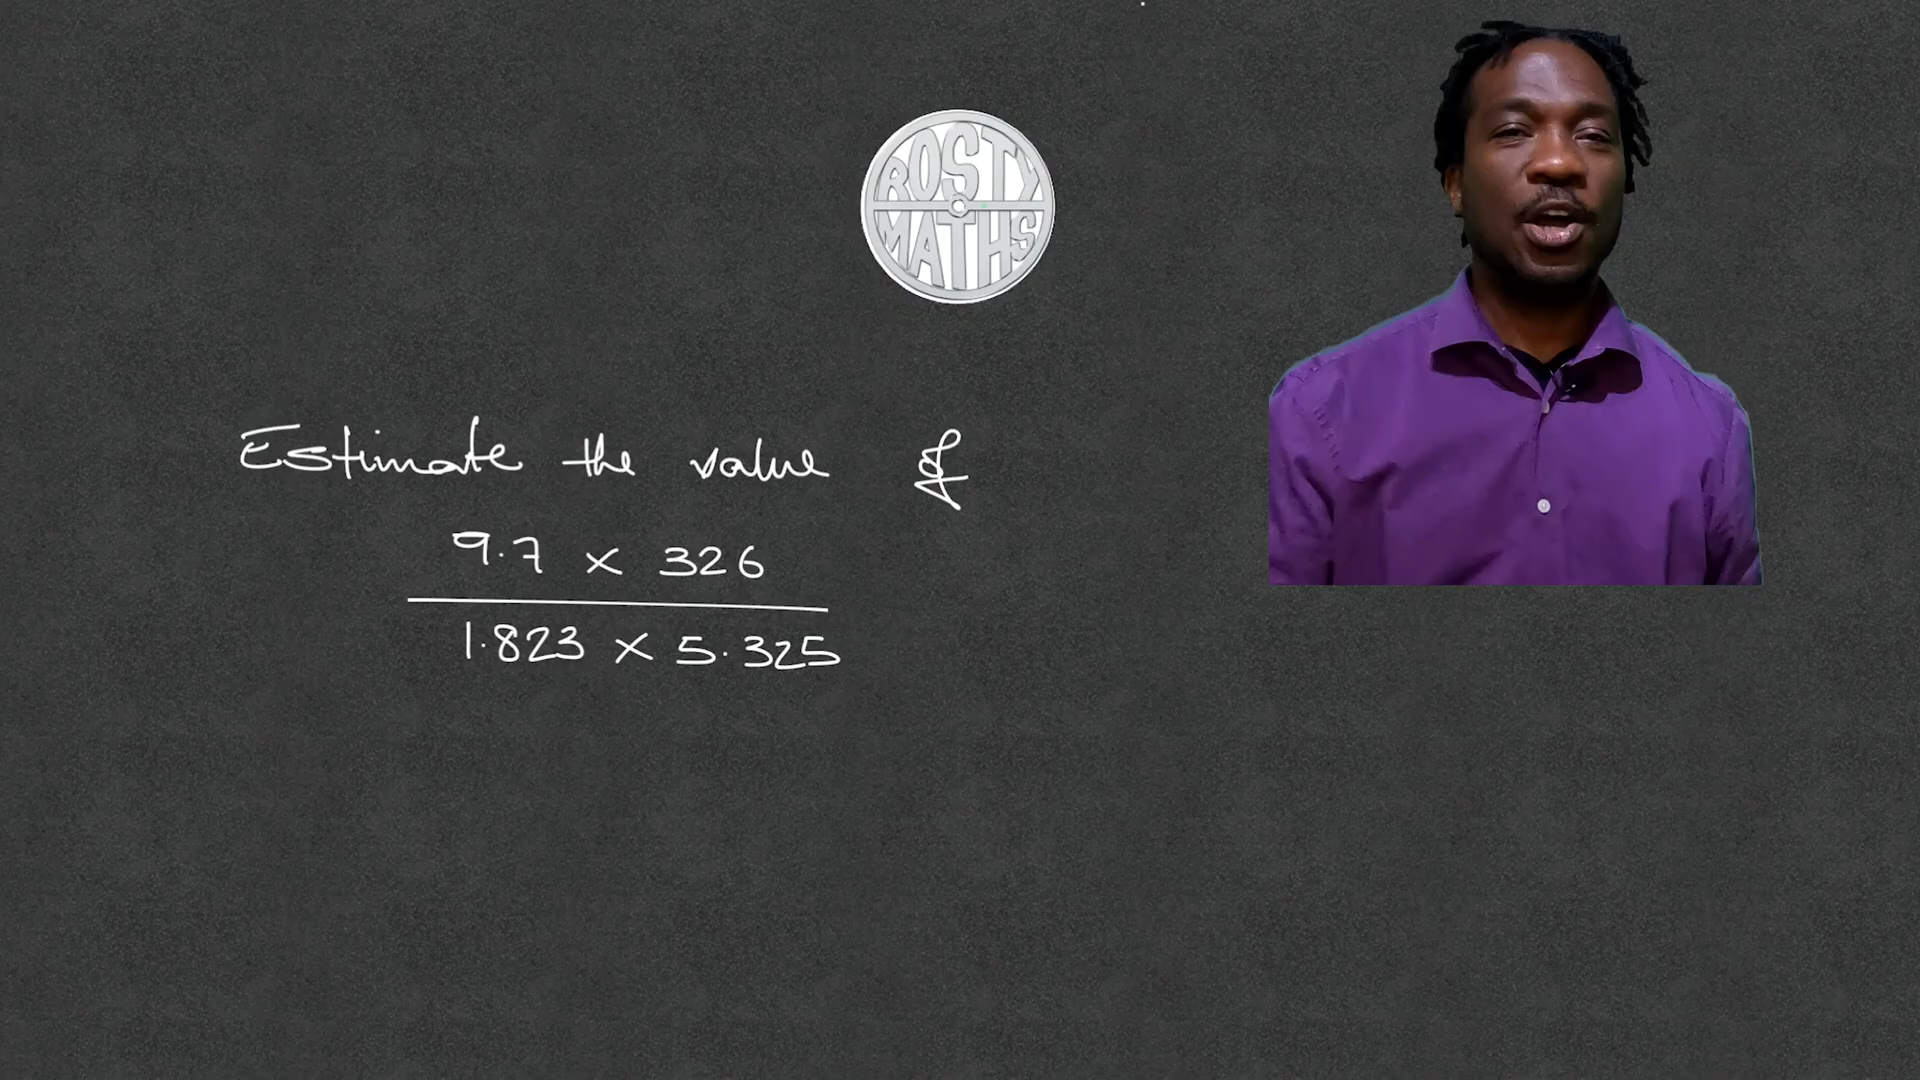 ROSTY
MATHS
Estimate the value of
9.7 × 326
1.823 × 5.325